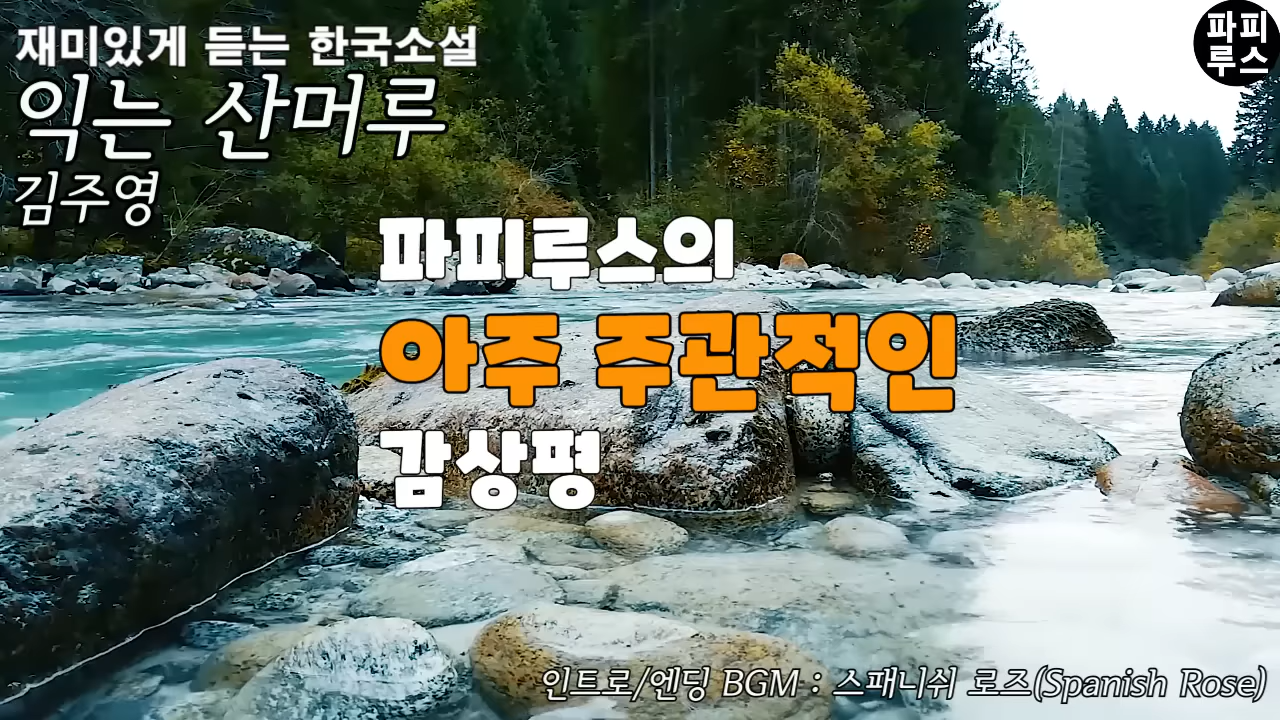 재미있게 듣는 한국소설
익는 산머루
김주영
파피
루스
파피루스의
아주 주관적인
감상평
인트로/엔딩 BGM : 스패니쉬 로즈(Spanish Rose)